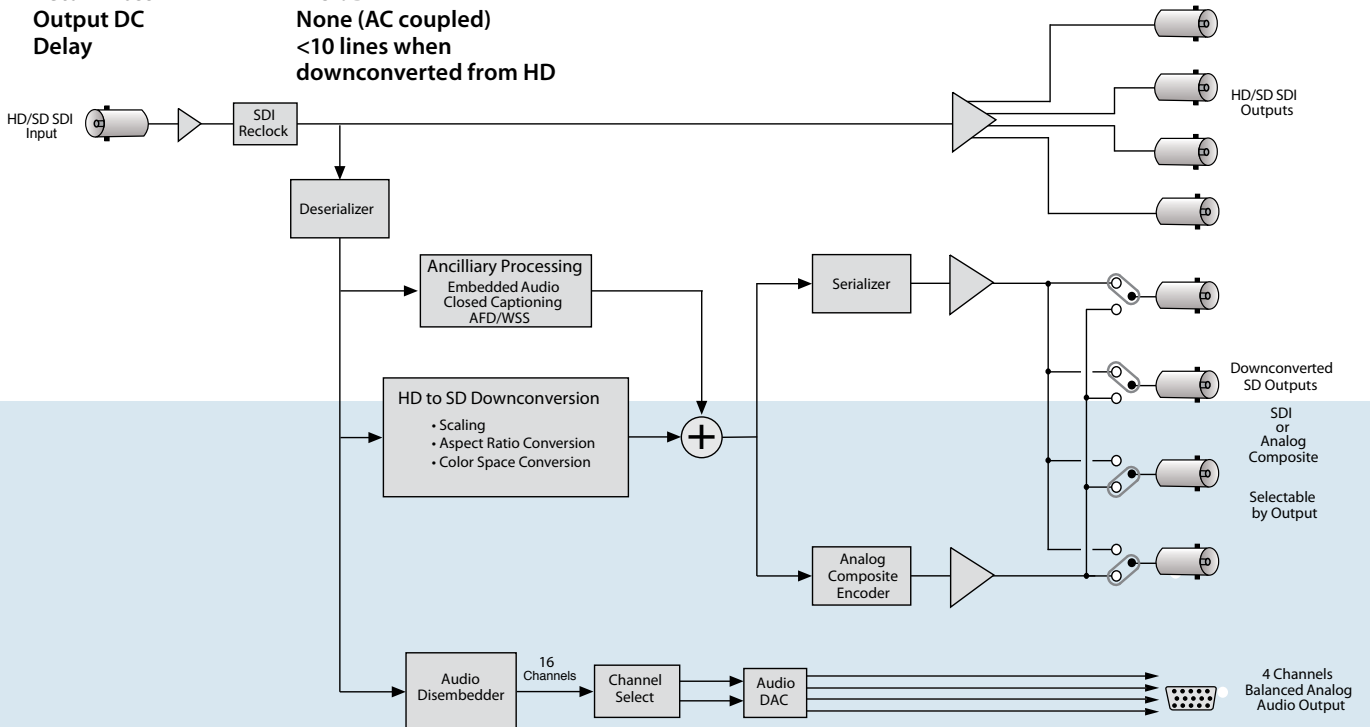 Output DC
None (AC coupled)
Delay
<10 lines when
downconverted from HD
HD/SD SDI
Input
SDI
Reclock
HD/SD SDI
Outputs
Deserializer
Ancilliary Processing
Embedded Audio
Closed Captioning
AFD/WSS
Serializer
HD to SD Downconversion
• Scaling
• Aspect Ratio Conversion
• Color Space Conversion
+
Downconverted
SD Outputs
SDI
or
Analog
Composite
Selectable
by Output
Analog
Composite
Encoder
Audio
Disembedder
16
Channels
Channel
Select
Audio
DAC
4 Channels
Balanced Analog
Audio Output